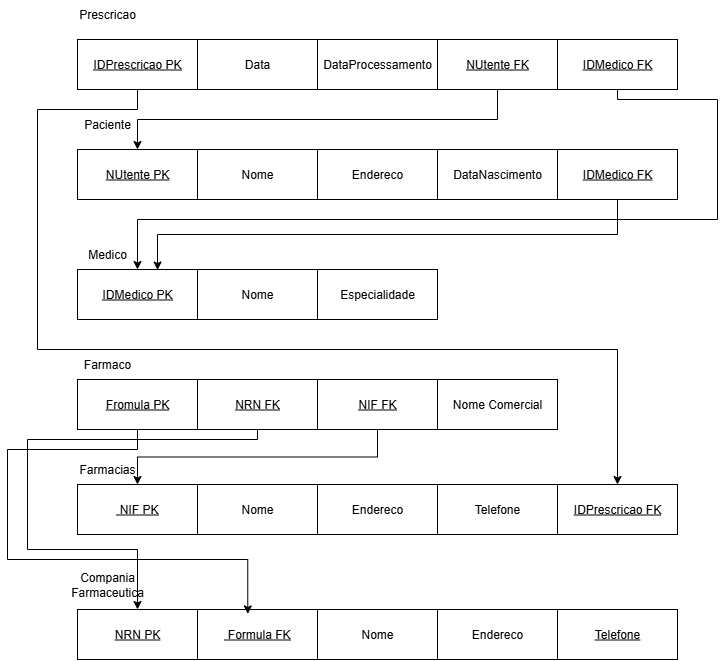 Prescricao
IDPrescricao PK Data DataProcessamento NUtente FK IDMedico FK
Paciente
NUtente PK Nome Endereco DataNascimento IDMedico FK
Medico
IDMedico PK Nome Especialidade
Farmaco
Fromula PK NRN FK NIF FK Nome Comercial
Farmacias
NIF PK Nome Endereco Telefone IDPrescricao FK
Compania
Farmaceutica
NRN PK Formula FK Nome Endereco Telefone